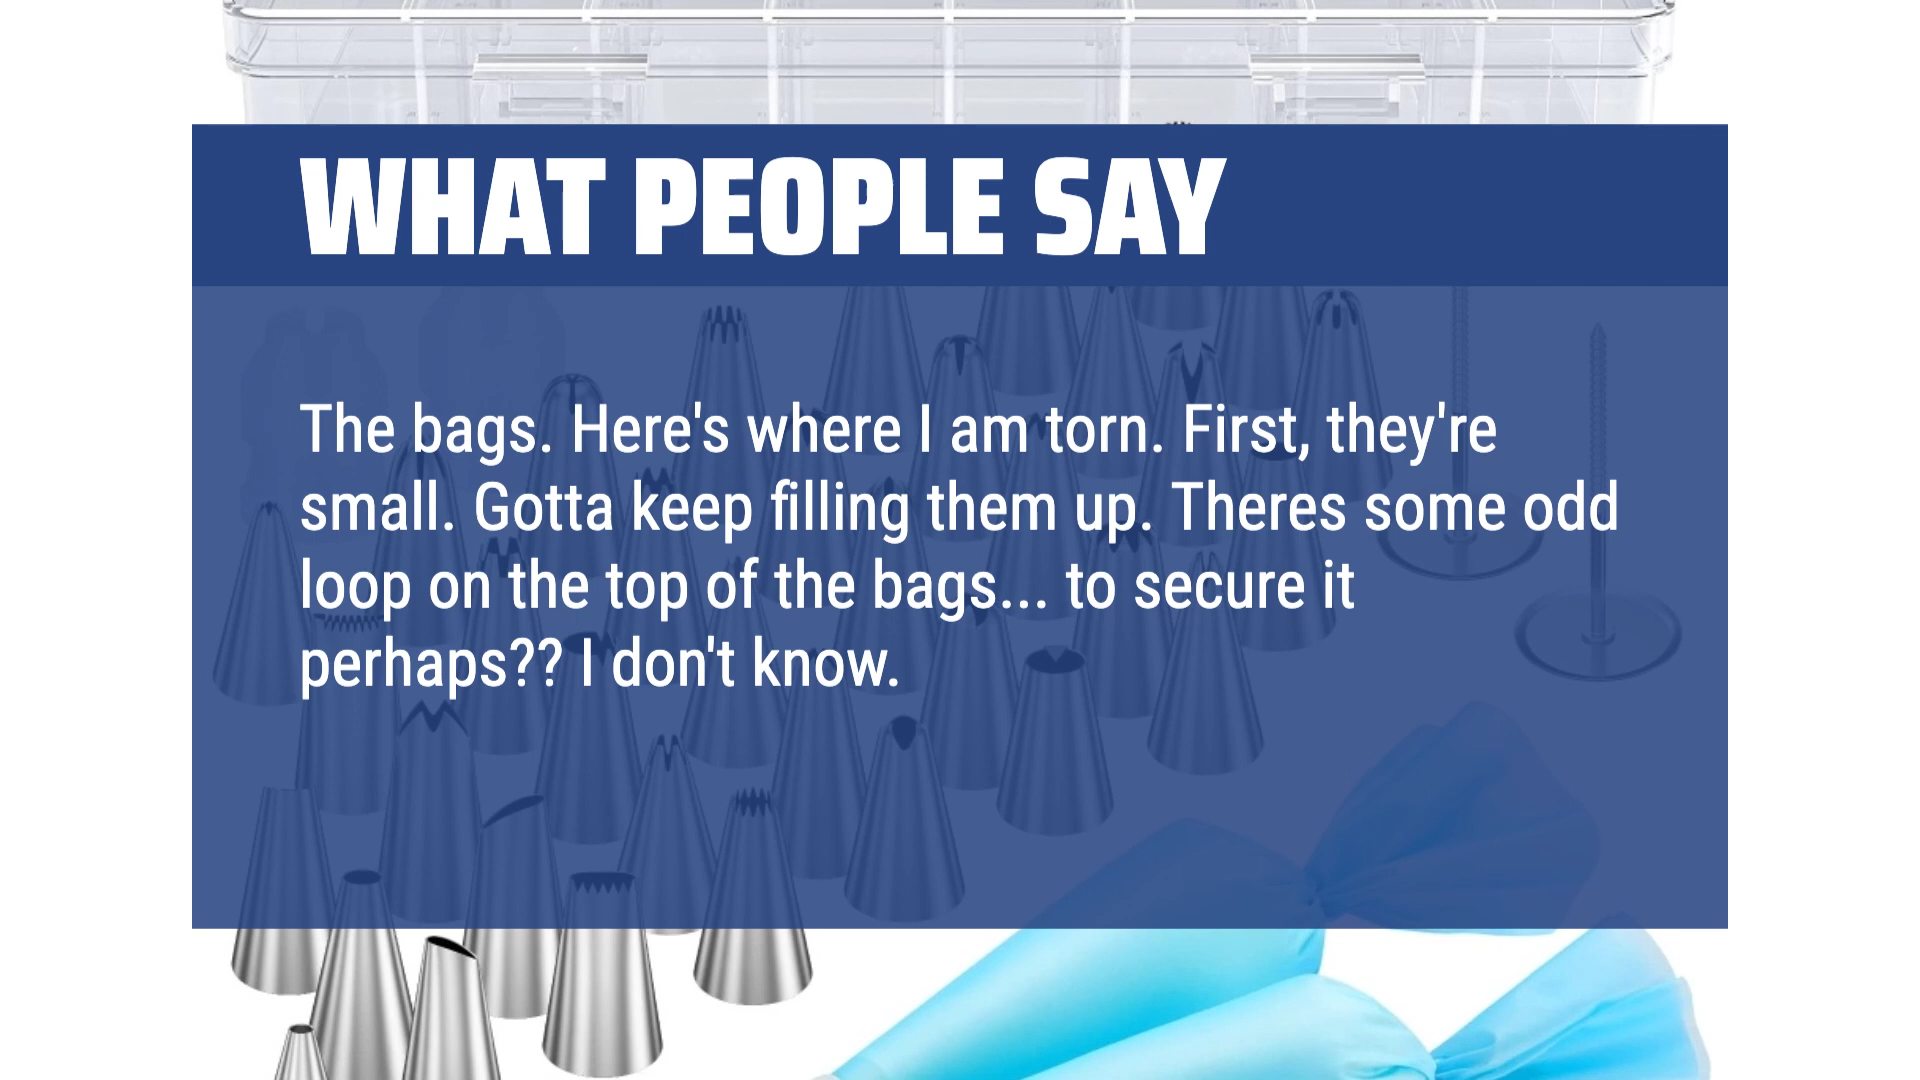 WHAT PEOPLE SAY
The bags. Here's where I am torn. First, they're
small. Gotta keep filling them up. Theres some odd
loop on the top of the bags... to secure it
perhaps?? I don't know.